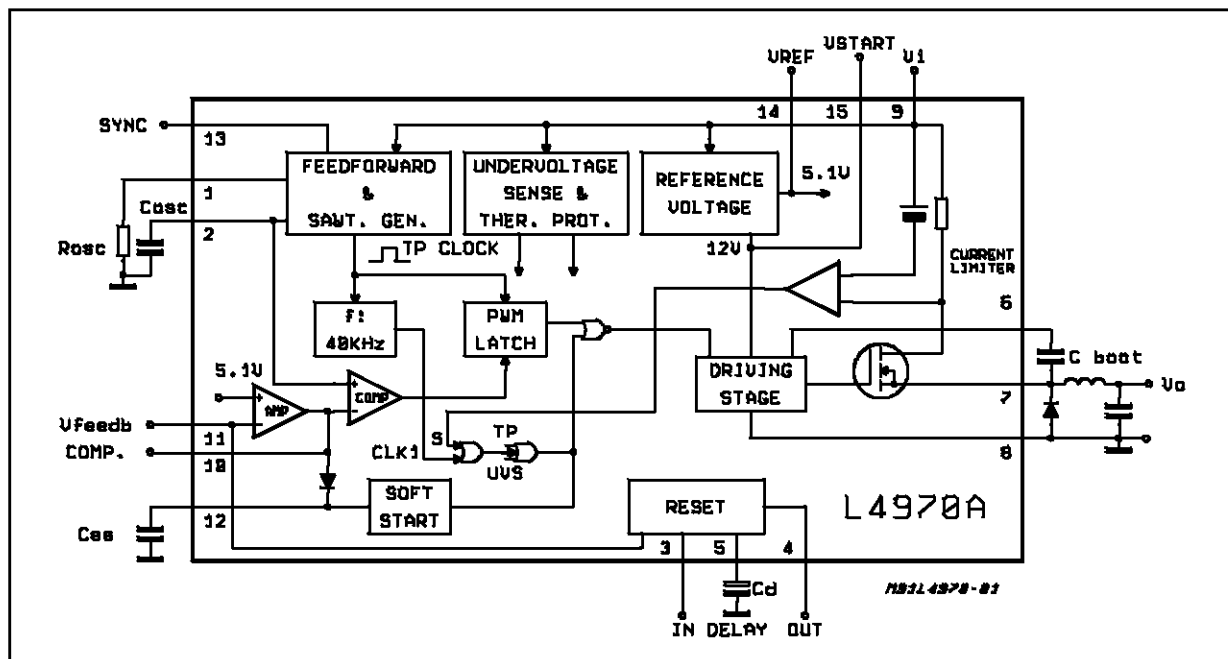 VSTART
VREF
Vi
14
15
9
SYNC
13
FEEDFORWARD
&
SAWT. GEN.
UNDERVOLTAGE
SENSE &
THER. PROT.
REFERENCE
VOLTAGE
5.1V
1
Cosc
2
Rosc
TP CLOCK
12V
CURRENT
LIMITER
6
f:
40KHz
PWM
LATCH
C boot
5.1V
+
AMP
-
+
COMP
-
DRIVING
STAGE
7
Vo
Vfeedb
11
COMP.
10
S
CLK1
TP
UVS
8
SOFT
START
12
Css
RESET
L4970A
3
5
4
Cd
M91L4970-01
IN
DELAY
OUT